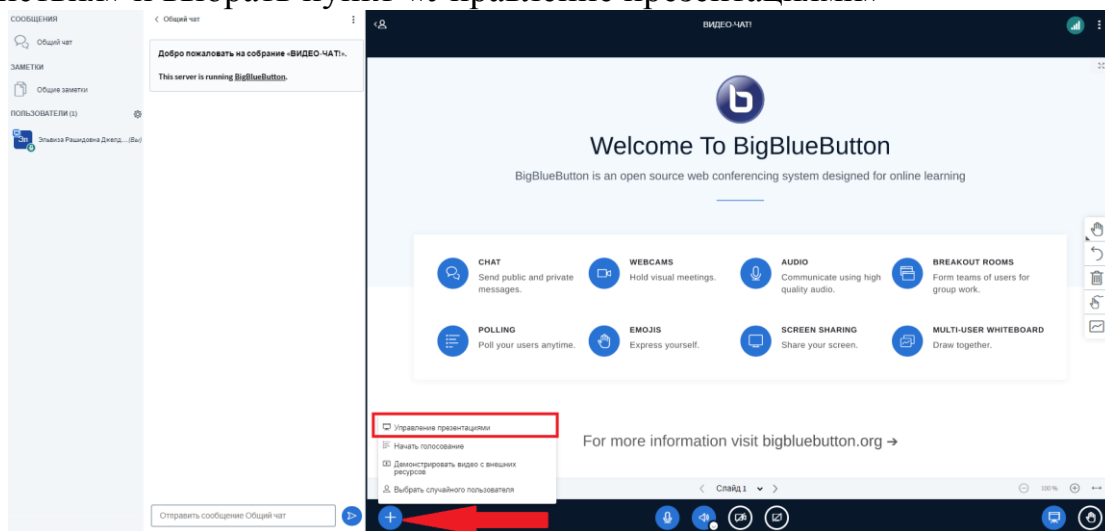 и выбрать пункт «Управление презентациями»
СООБЩЕНИЯ
Общий чат
ЗАМЕТКИ
Общие заметки
ПОЛЬЗОВАТЕЛИ (1)
Эл
Эльвиза Рашидовна Джелд....(Вы)
Общий чат
Добро пожаловать на собрание «ВИДЕО-ЧАТ!».
This server is running BigBlueButton.
Отправить сообщение Общий чат
ВИДЕО-ЧАТ!
b
Welcome To BigBlueButton
BigBlueButton is an open source web conferencing system designed for online learning
CHAT
Send public and private
messages.
WEBCAMS
Hold visual meetings.
AUDIO
Communicate using high
quality audio.
BREAKOUT ROOMS
Form teams of users for
group work.
POLLING
Poll your users anytime.
EMOJIS
Express yourself.
SCREEN SHARING
Share your screen.
MULTI-USER WHITEBOARD
Draw together.
Управление презентациями
Начать голосование
Демонстрировать видео с внешних
ресурсов
Выбрать случайного пользователя
For more information visit bigbluebutton.org →
Слайд 1
100%